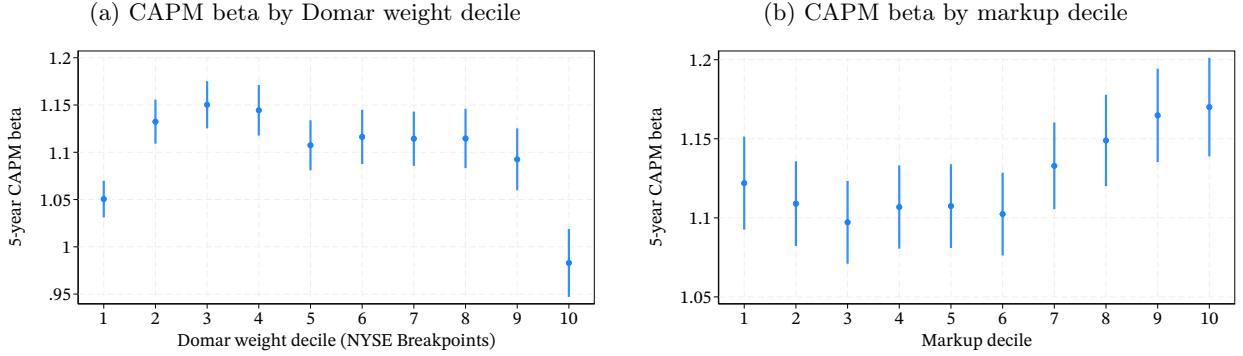 (a) CAPM beta by Domar weight decile
1.2
1.15
1.1
1.05
1
.95
5-year CAPM beta
1 2 3 4 5 6 7 8 9 10
Domar weight decile (NYSE Breakpoints)
(b) CAPM beta by markup decile
1.2
1.15
1.1
1.05
5-year CAPM beta
1 2 3 4 5 6 7 8 9 10
Markup decile